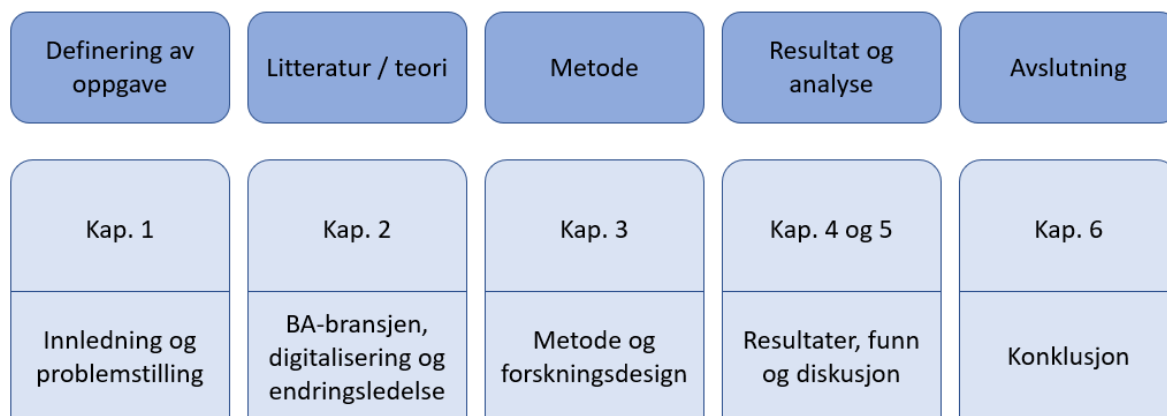 Definering av
oppgave
Litteratur / teori
Metode
Resultat og
analyse
Avslutning
Kap. 1
Kap. 2
Kap. 3
Kap. 4 og 5
Kap. 6
Innledning og
problemstilling
BA-bransjen,
digitalisering og
endringsledelse
Metode og
forskningsdesign
Resultater, funn
og diskusjon
Konklusjon